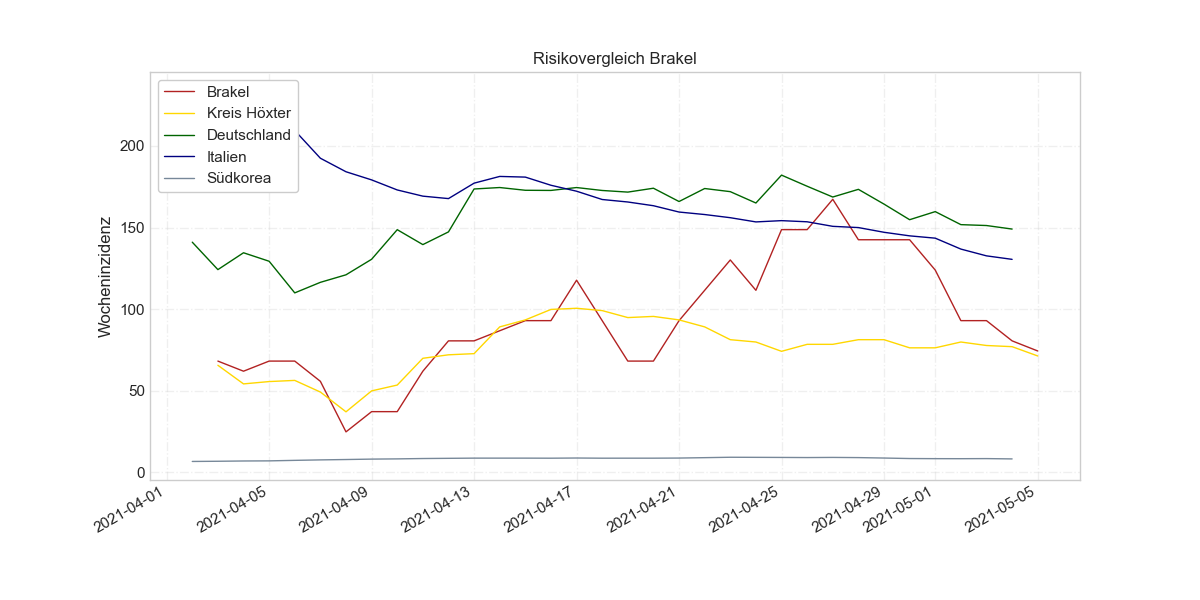 Risikovergleich Brakel
Brakel
Kreis Höxter
Deutschland
Italien
Südkorea
Wocheninzidenz
200
150
100
50
0
2021-04-01
2021-04-05
2021-04-09
2021-04-13
2021-04-17
2021-04-21
2021-04-25
2021-04-29
2021-05-01
2021-05-05